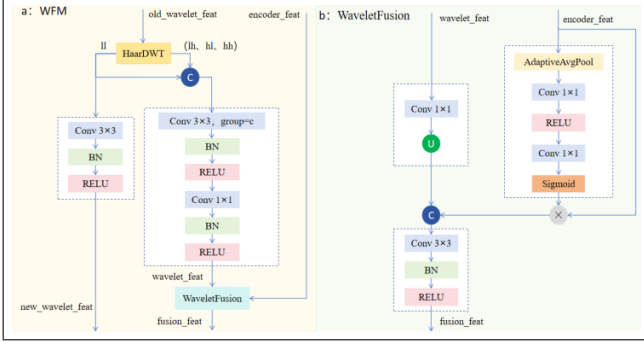 a: WFM
old_wavelet_feat
encoder_feat
ll
(lh、hl、hh)
HaarDWT
C
Conv 3×3
BN
RELU
Conv 3×3, group=c
BN
RELU
Conv 1×1
BN
RELU
wavelet_feat
new_wavelet_feat
WaveletFusion
fusion_feat
b: WaveletFusion
wavelet_feat
encoder_feat
AdaptiveAvgPool
Conv 1×1
Conv 1×1
RELU
U
Conv 1×1
Sigmoid
C
×
Conv 3×3
BN
RELU
fusion_feat